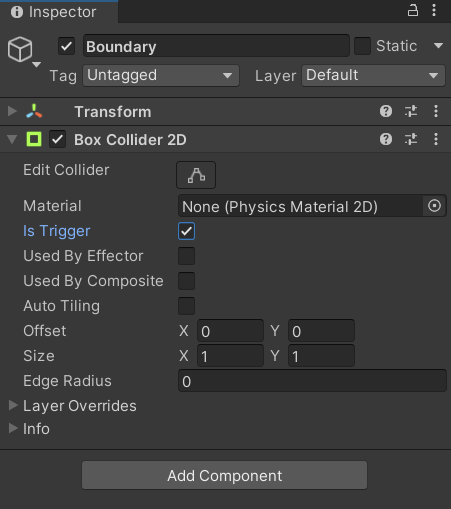 Inspector
Boundary Static
Tag Untagged Layer Default
Transform
Box Collider 2D
Edit Collider
Material None (Physics Material 2D)
Is Trigger
Used By Effector
Used By Composite
Auto Tiling
Offset X 0 Y 0
Size X 1 Y 1
Edge Radius 0
Layer Overrides
Info
Add Component